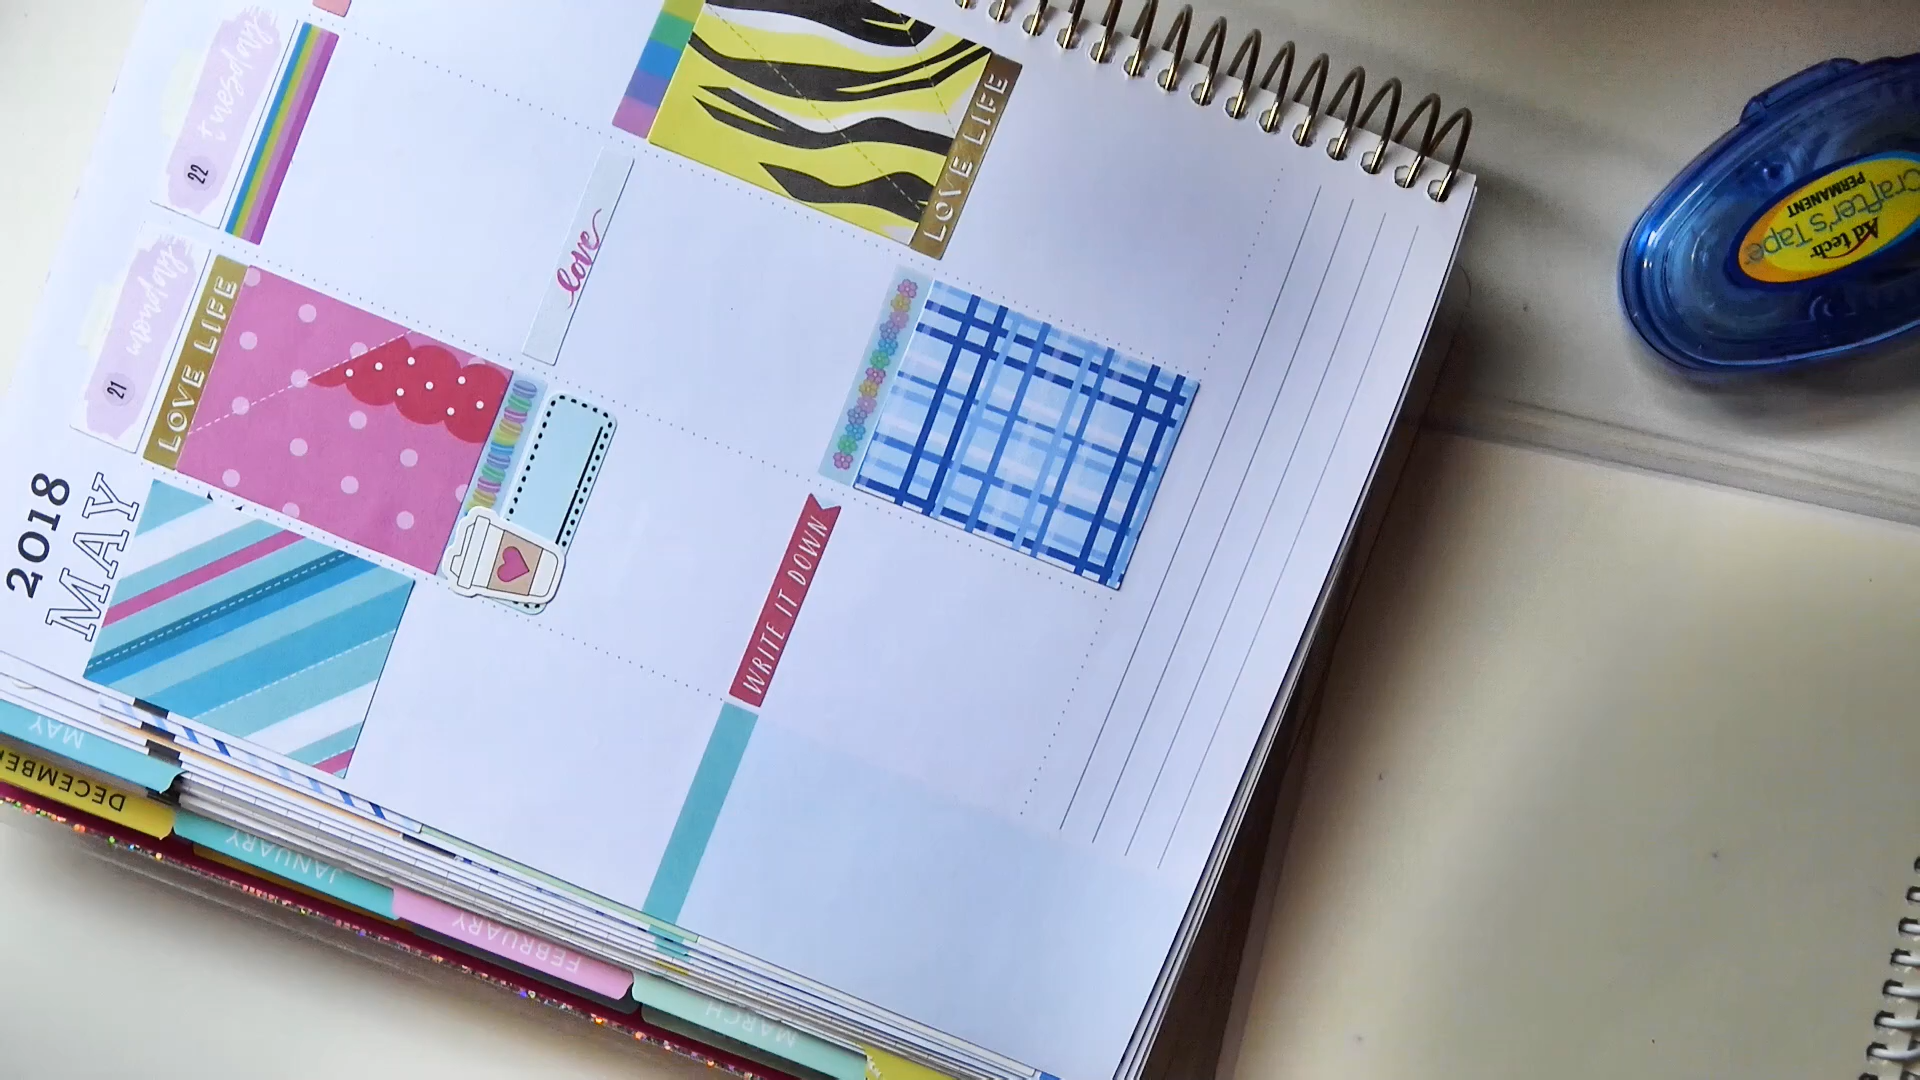 2018
MAY
21
monday
22
tuesday
LOVE LIFE
love
LOVE LIFE
WRITE IT DOWN
MAY
DECEMBER
JANUARY
FEBRUARY
MARCH
Ad tech
Crafter's Tape
PERMANENT